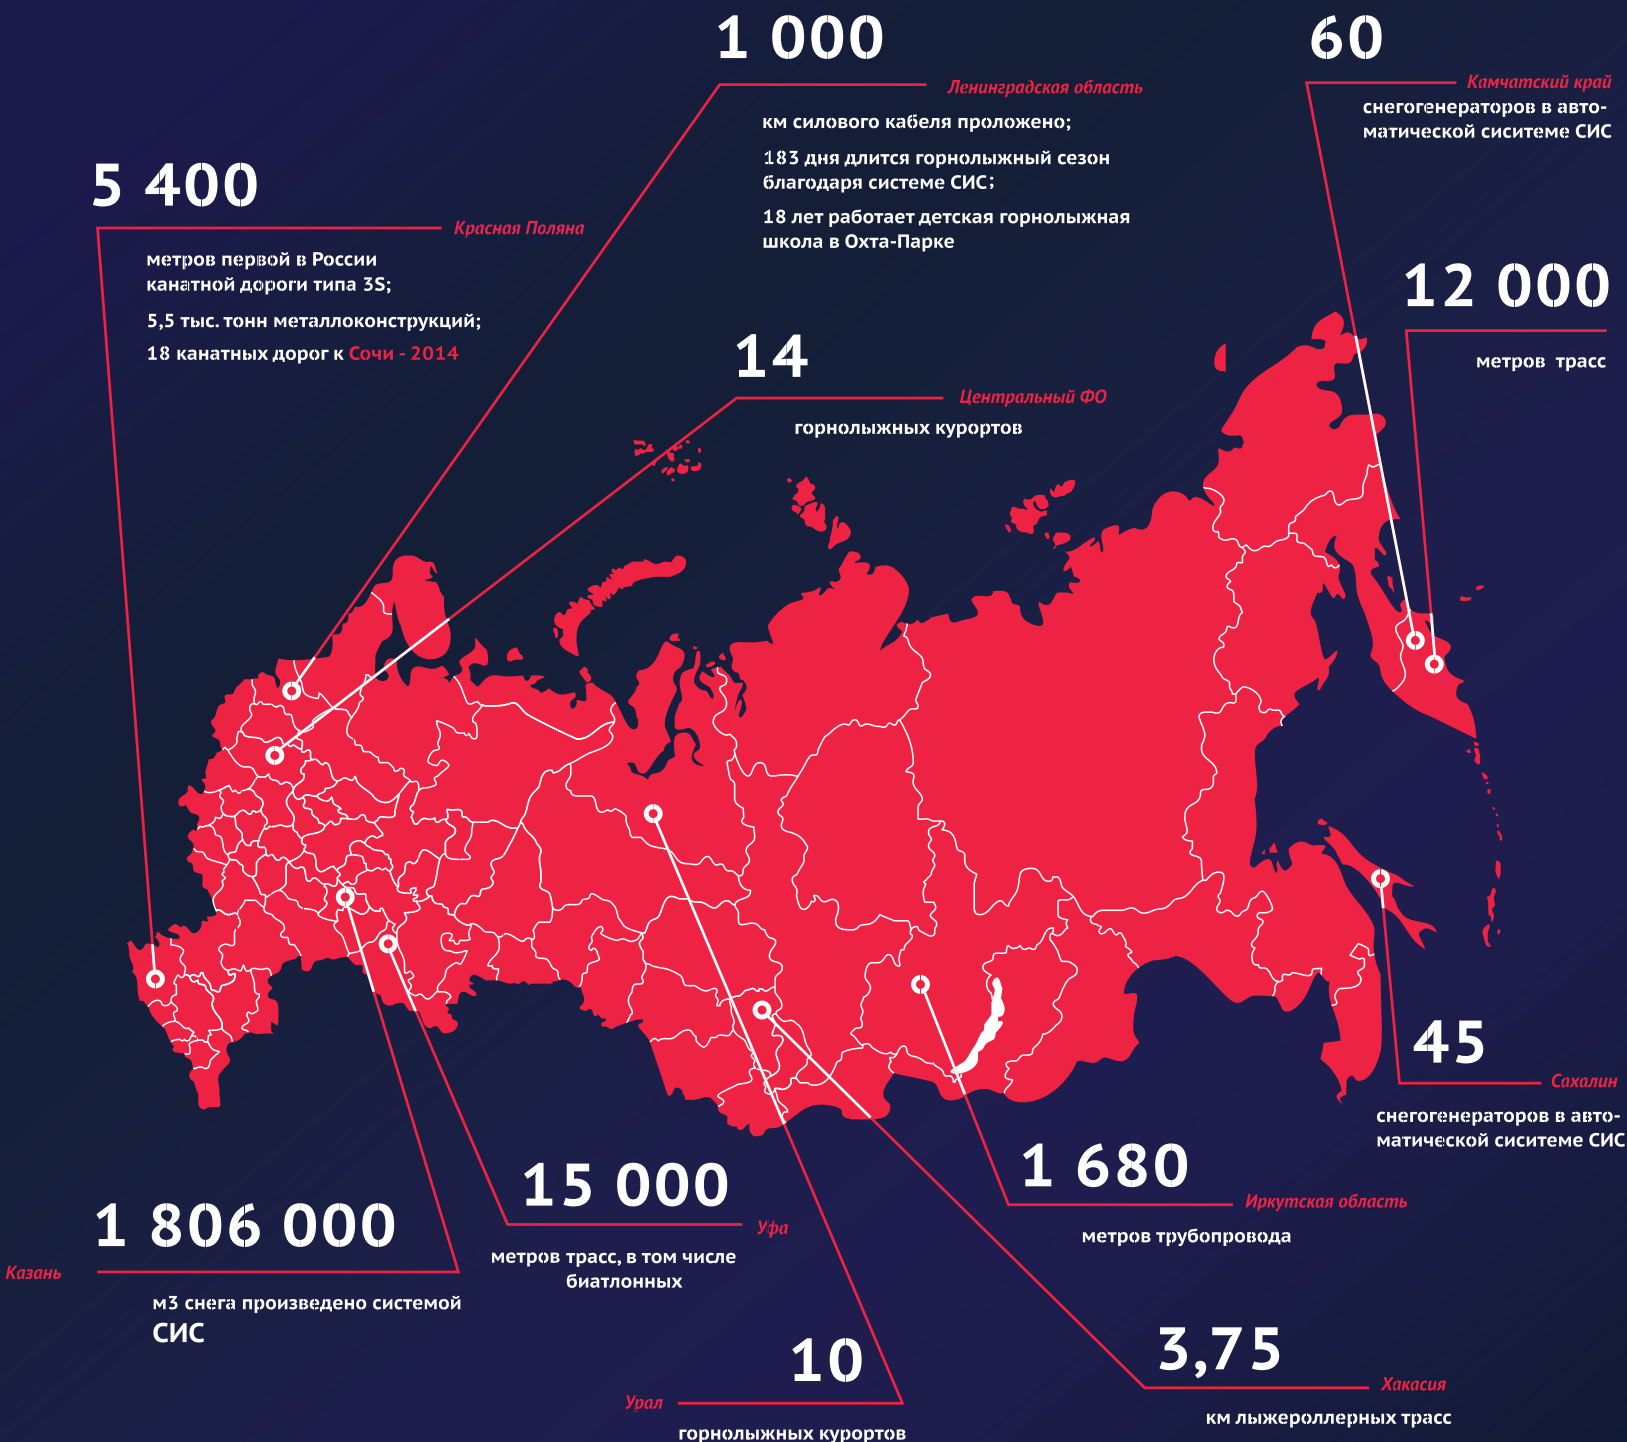 1 000
Ленинградская область
км силового кабеля проложено;
183 дня длится горнолыжный сезон
благодаря системе СИС;
18 лет работает детская горнолыжная
школа в Охта-Парке
60
Камчатский край
снегогенераторов в авто-
матической сиситеме СИС
5 400
Красная Поляна
метров первой в России
канатной дороги типа 3S;
5,5 тыс. тонн металлоконструкций;
18 канатных дорог к Сочи - 2014
12 000
метров трасс
14
Центральный ФО
горнолыжных курортов
45
Сахалин
снегогенераторов в авто-
матической сиситеме СИС
1 680
Иркутская область
метров трубопровода
15 000
Уфа
метров трасс, в том числе
биатлонных
1 806 000
Казань
м3 снега произведено системой
СИС
10
Урал
горнолыжных курортов
3,75
Хакасия
км лыжероллерных трасс